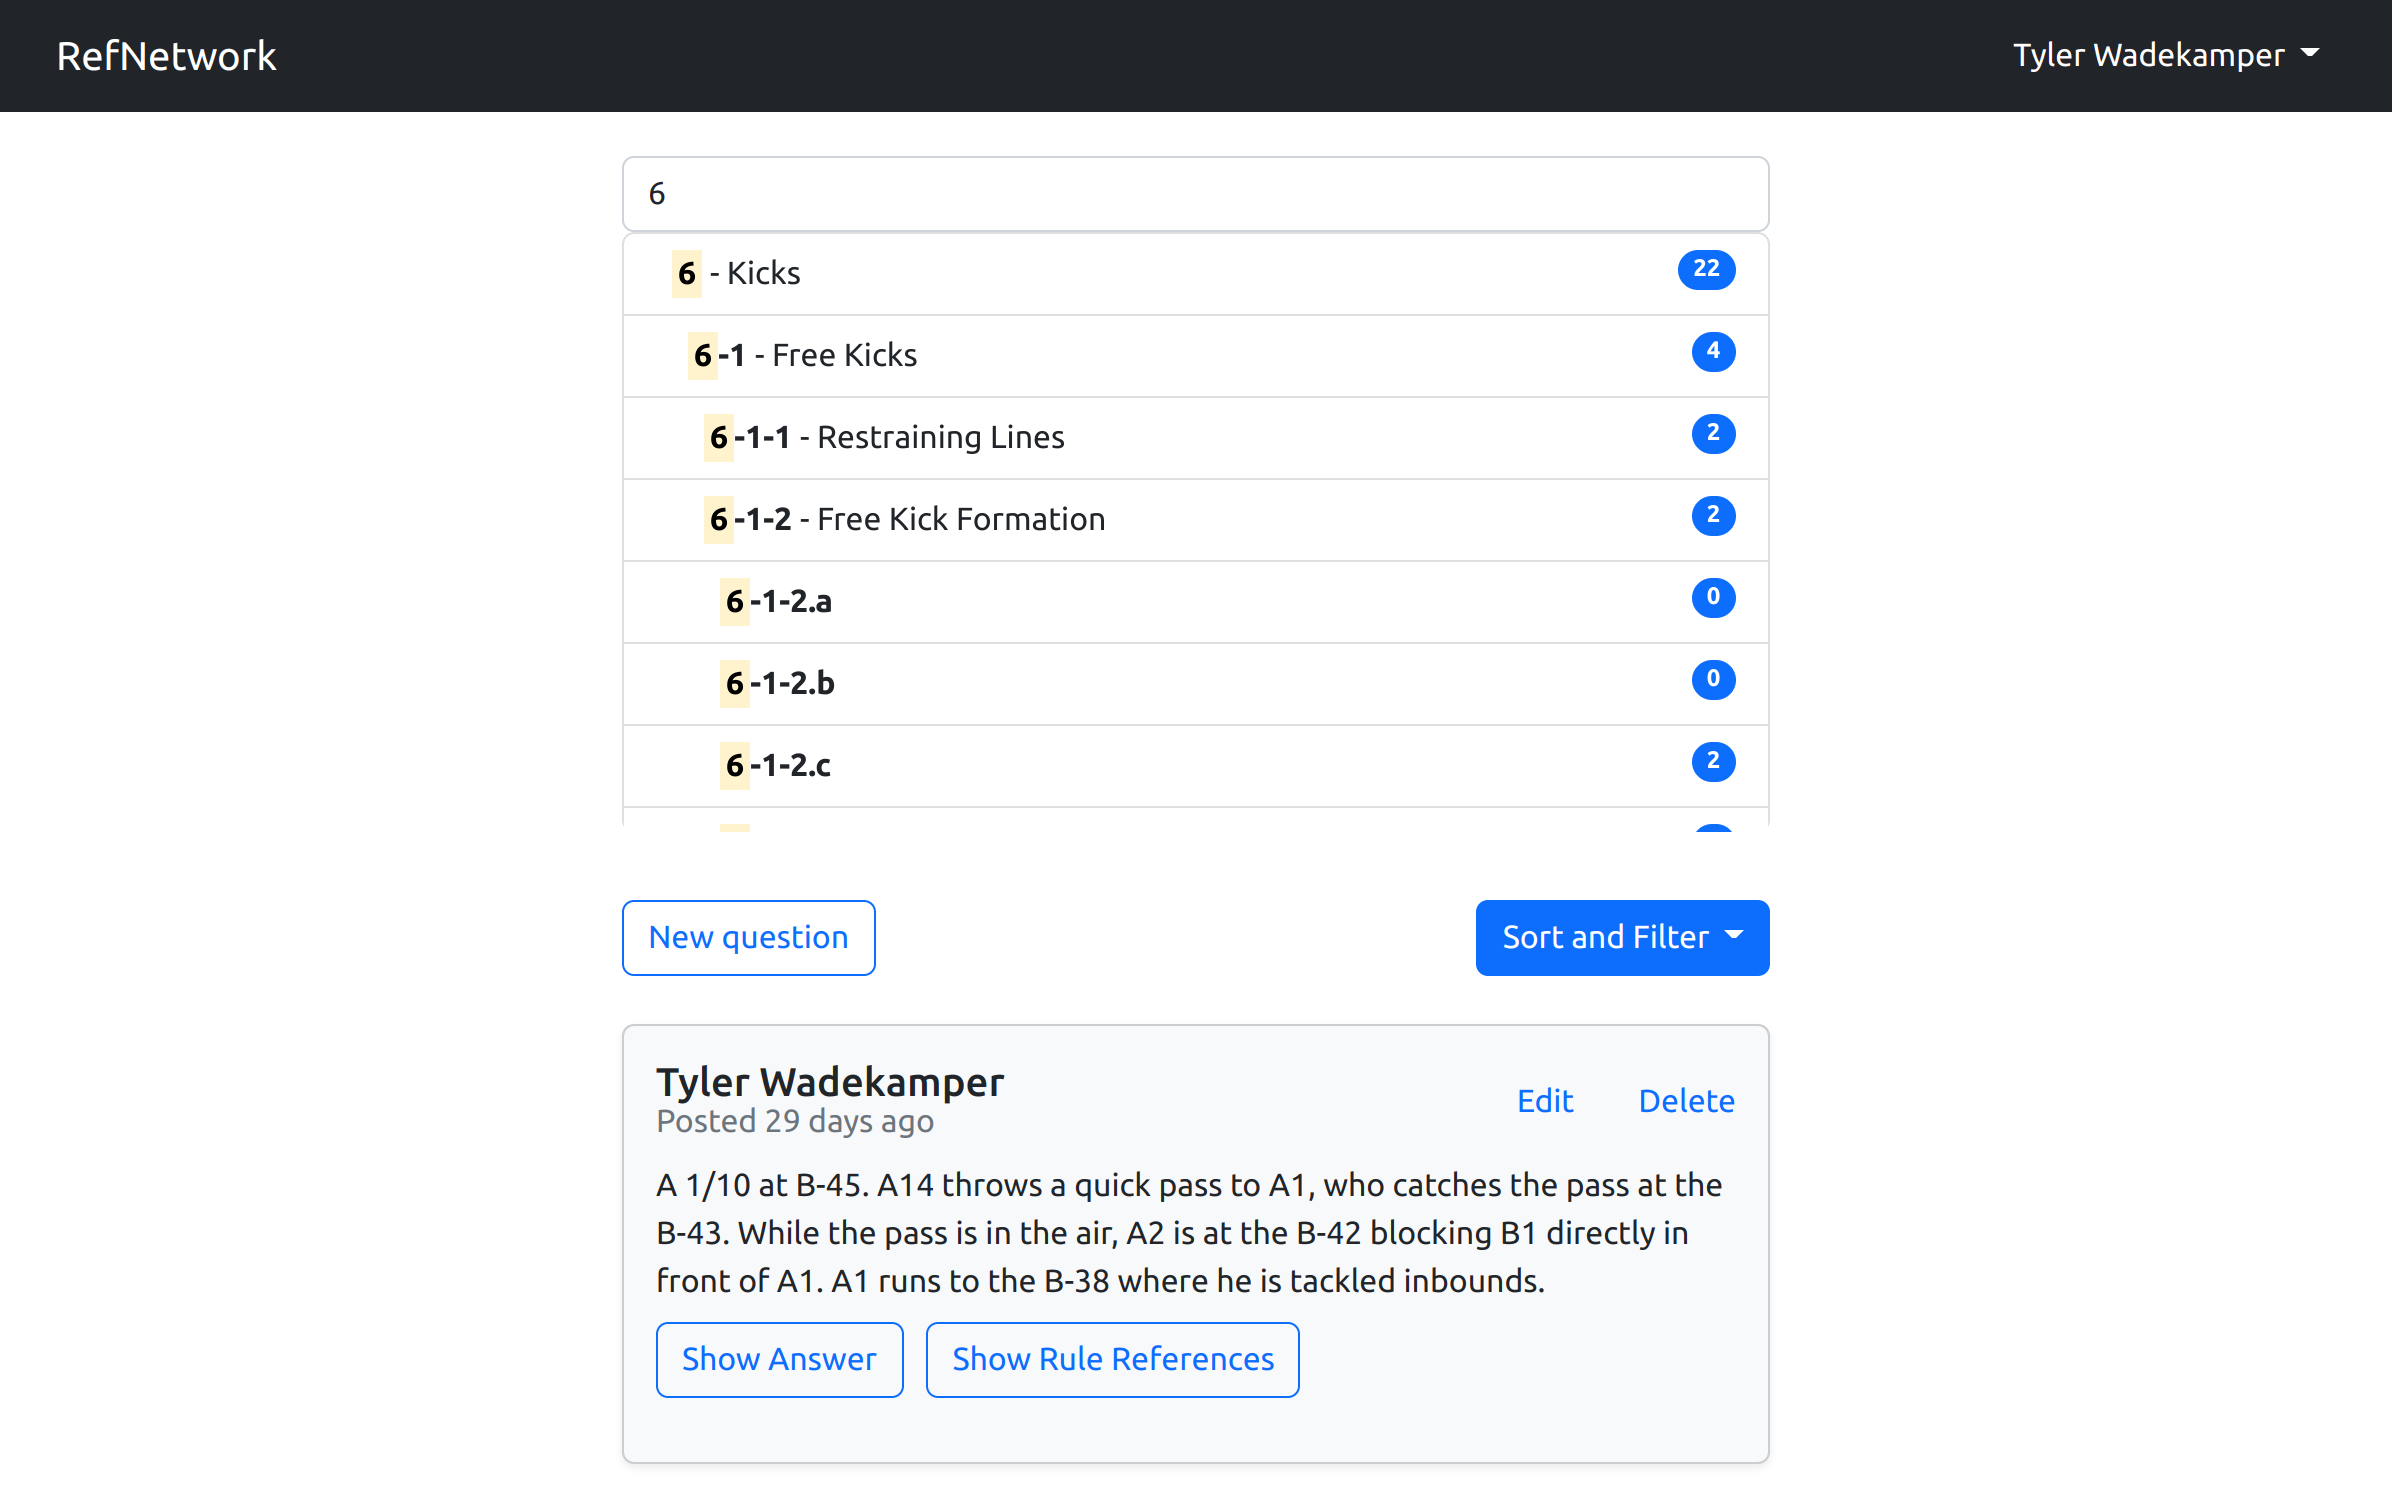 RefNetwork
Tyler Wadekamper
6
6 - Kicks
22
6-1 - Free Kicks
4
6-1-1 - Restraining Lines
2
6-1-2 - Free Kick Formation
2
6-1-2.a
0
6-1-2.b
0
6-1-2.c
2
New question
Sort and Filter
Tyler Wadekamper
Edit
Delete
Posted 29 days ago
A 1/10 at B-45. A14 throws a quick pass to A1, who catches the pass at the
B-43. While the pass is in the air, A2 is at the B-42 blocking B1 directly in
front of A1. A1 runs to the B-38 where he is tackled inbounds.
Show Answer
Show Rule References